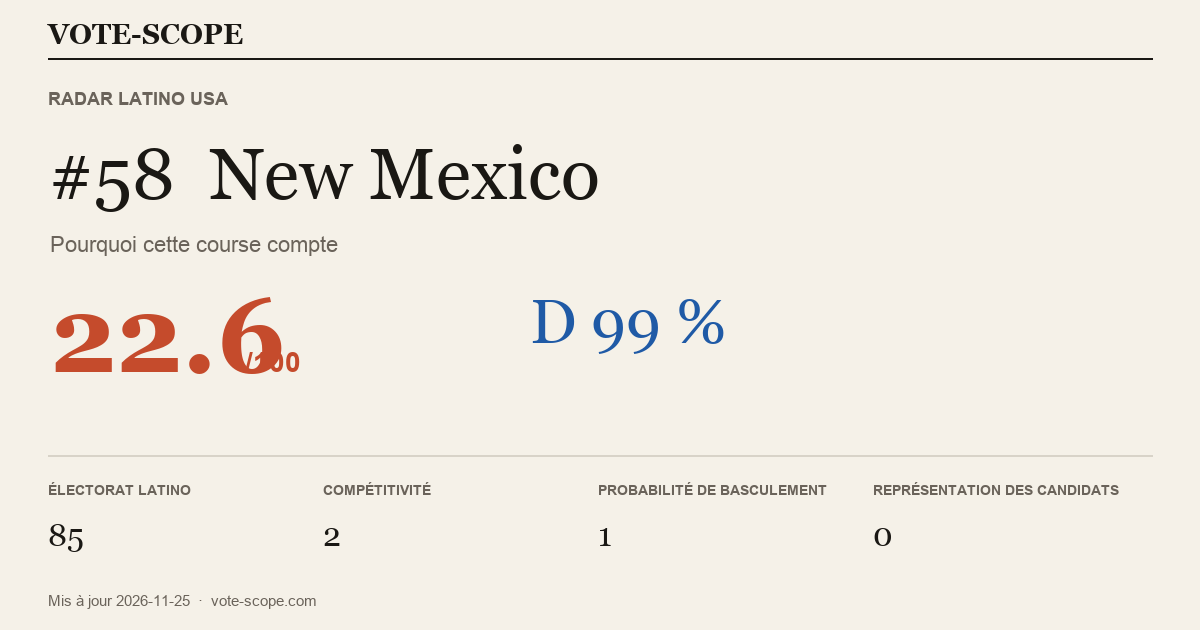 VOTE-SCOPE
RADAR LATINO USA
#58 New Mexico
Pourquoi cette course compte
22.6/100
D 99 %
ÉLECTORAT LATINO
COMPÉTITIVITÉ
PROBABILITÉ DE BASCULEMENT
REPRÉSENTATION DES CANDIDATS
85
2
1
0
Mis à jour 2026-11-25 · vote-scope.com